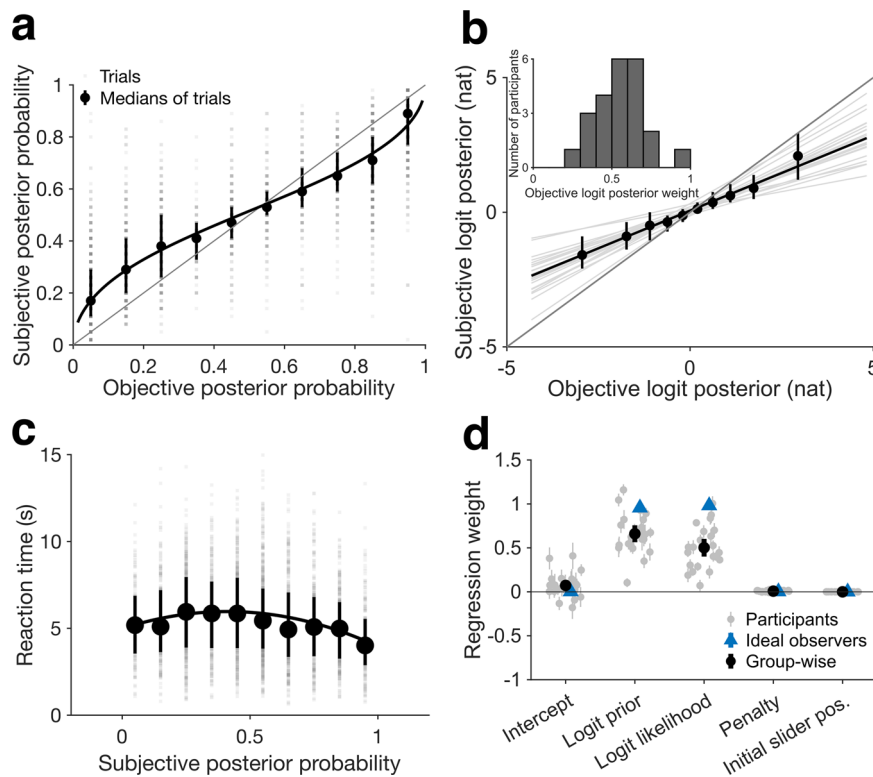 a
Subjective posterior probability
1
0.8
0.6
0.4
0.2
0
Trials
Medians of trials
0
0.2
0.4
0.6
0.8
1
Objective posterior probability
b
Subjective logit posterior (nat)
5
0
-5
-5
0
5
Objective logit posterior (nat)
Number of participants
6
3
0
0
0.5
1
Objective logit posterior weight
c
Reaction time (s)
15
10
5
0
0
0.5
1
Subjective posterior probability
d
Regression weight
1.5
1
0.5
0
-0.5
-1
Participants
Ideal observers
Group-wise
Intercept
Logit prior
Logit likelihood
Penalty
Initial slider pos.